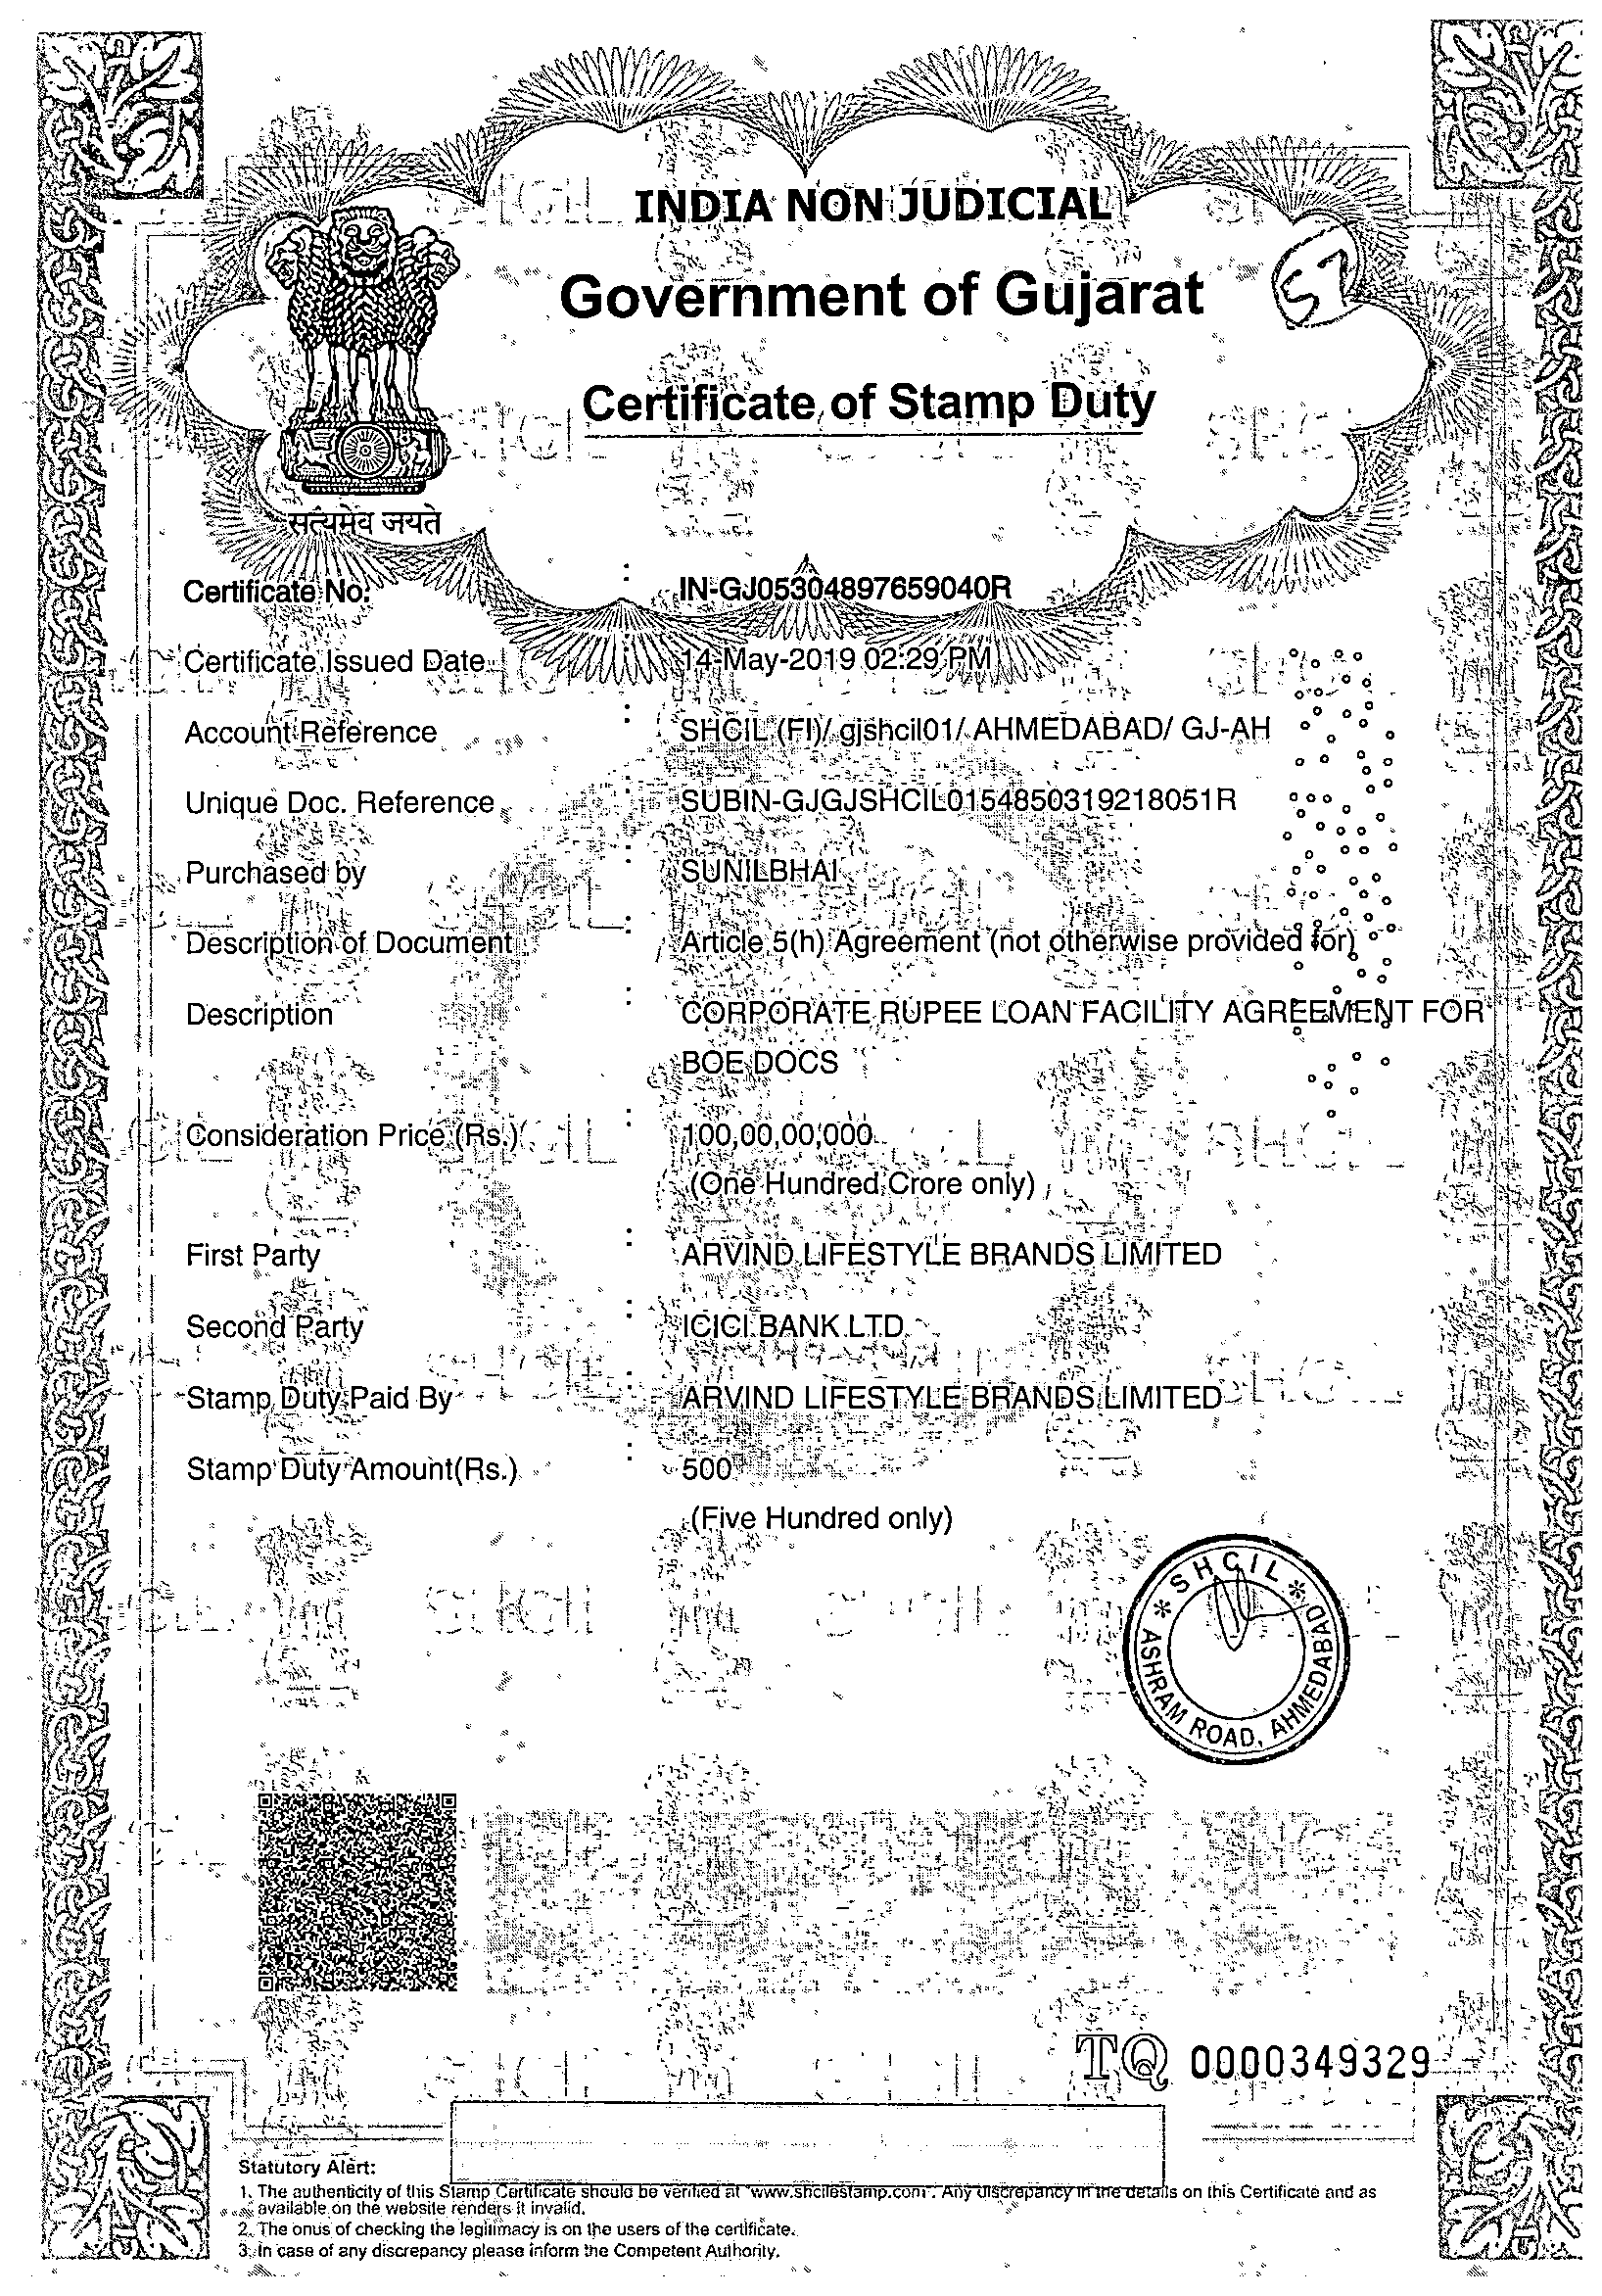 INDIA NON JUDICIAL
Government of Gujarat
57
Certificate of Stamp Duty
सत्यमेव जयते
Certificate No. : IN-GJ05304897659040R
Certificate Issued Date : 14-May-2019 02:29 PM
Account Reference : SHCIL (FI)/ gjshcil01/ AHMEDABAD/ GJ-AH
Unique Doc. Reference : SUBIN-GJGJSHCIL0154850319218051R
Purchased by : SUNILBHAI
Description of Document : Article 5(h) Agreement (not otherwise provided for)
Description : CORPORATE RUPEE LOAN FACILITY AGREEMENT FOR
BOE DOCS
Consideration Price (Rs.) : 100,00,00,000
(One Hundred Crore only)
First Party : ARVIND LIFESTYLE BRANDS LIMITED
Second Party : ICICI BANK LTD
Stamp Duty Paid By : ARVIND LIFESTYLE BRANDS LIMITED
Stamp Duty Amount(Rs.) : 500
(Five Hundred only)
* SHCIL *
ASHRAM ROAD, AHMEDABAD
TQ 0000349329
Statutory Alert:
1. The authenticity of this Stamp Certificate should be verified at "www.shcilestamp.com". Any discrepancy in the details on this Certificate and as
available on the website renders it invalid.
2. The onus of checking the legitimacy is on the users of the certificate.
3. In case of any discrepancy please inform the Competent Authority.